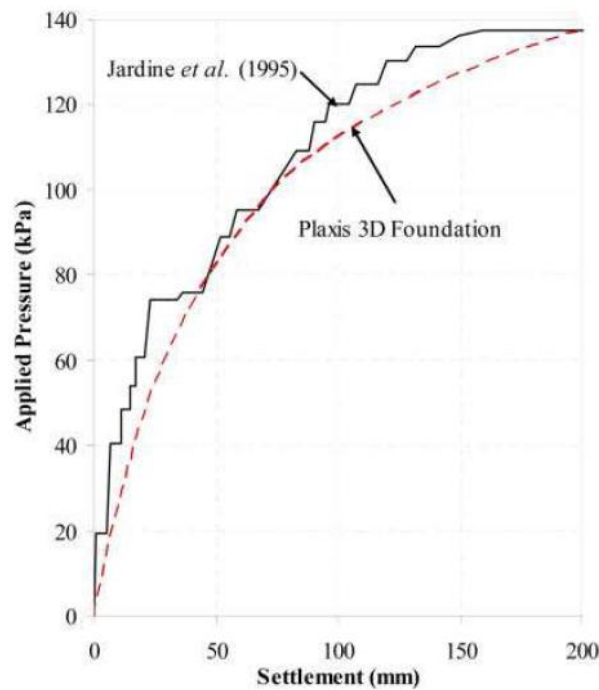 140
120
100
80
60
40
20
0
Applied Pressure (kPa)
Jardine et al. (1995)
Plaxis 3D Foundation
0 50 100 150 200
Settlement (mm)